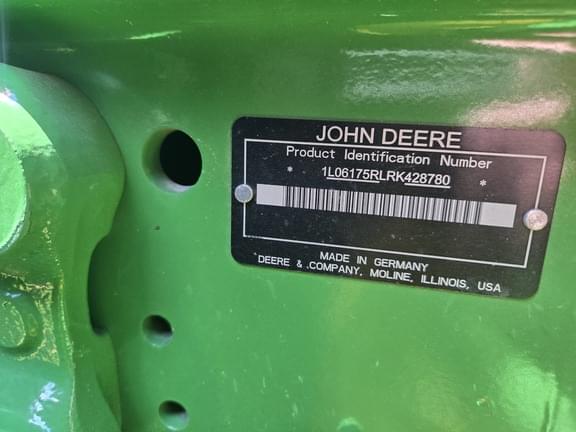 JOHN DEERE
Product Identification Number
* 1L06175RLRK428780 *
MADE IN GERMANY
DEERE & COMPANY, MOLINE, ILLINOIS, USA